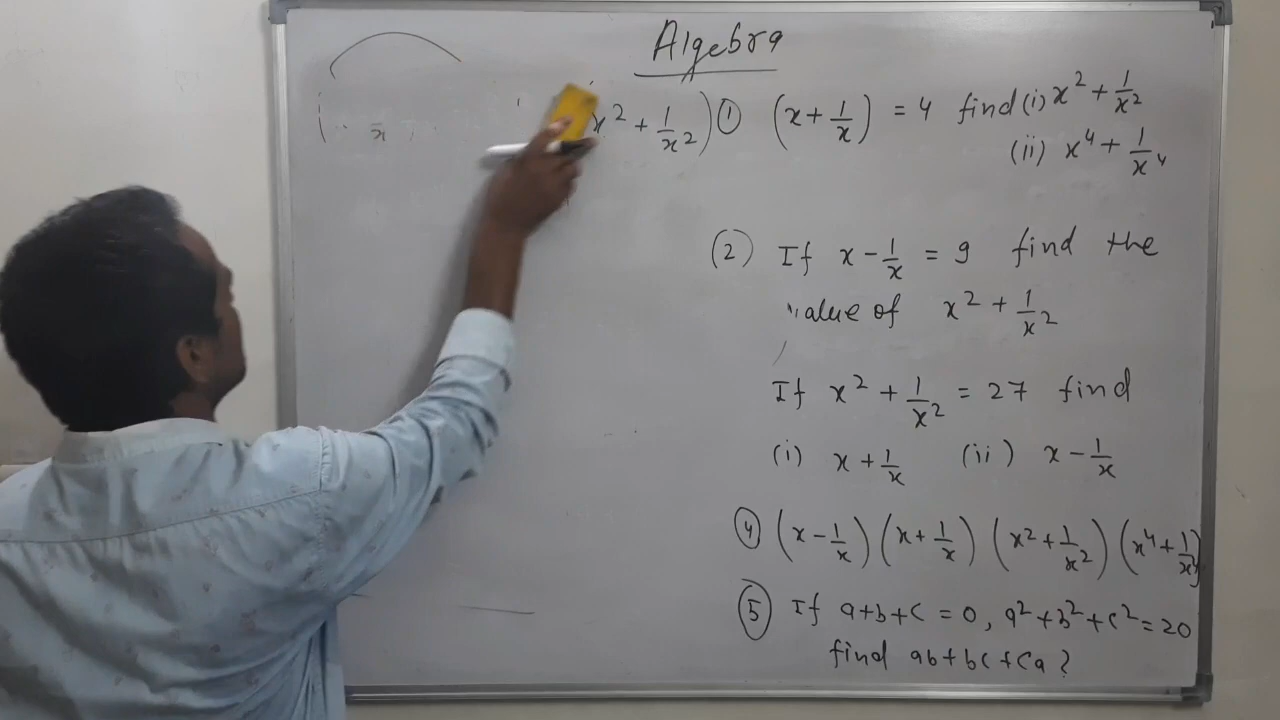 Algebra
x² + 1/x²)
① (x + 1/x) = 4 find (i) x² + 1/x²
(ii) x⁴ + 1/x⁴
(2) If x - 1/x = 9 find the
value of x² + 1/x²
If x² + 1/x² = 27 find
(i) x + 1/x (ii) x - 1/x
④ (x - 1/x) (x + 1/x) (x² + 1/x²) (x⁴ + 1/x⁴)
⑤ If a+b+c = 0, a²+b²+c² = 20
find ab+bc+ca?